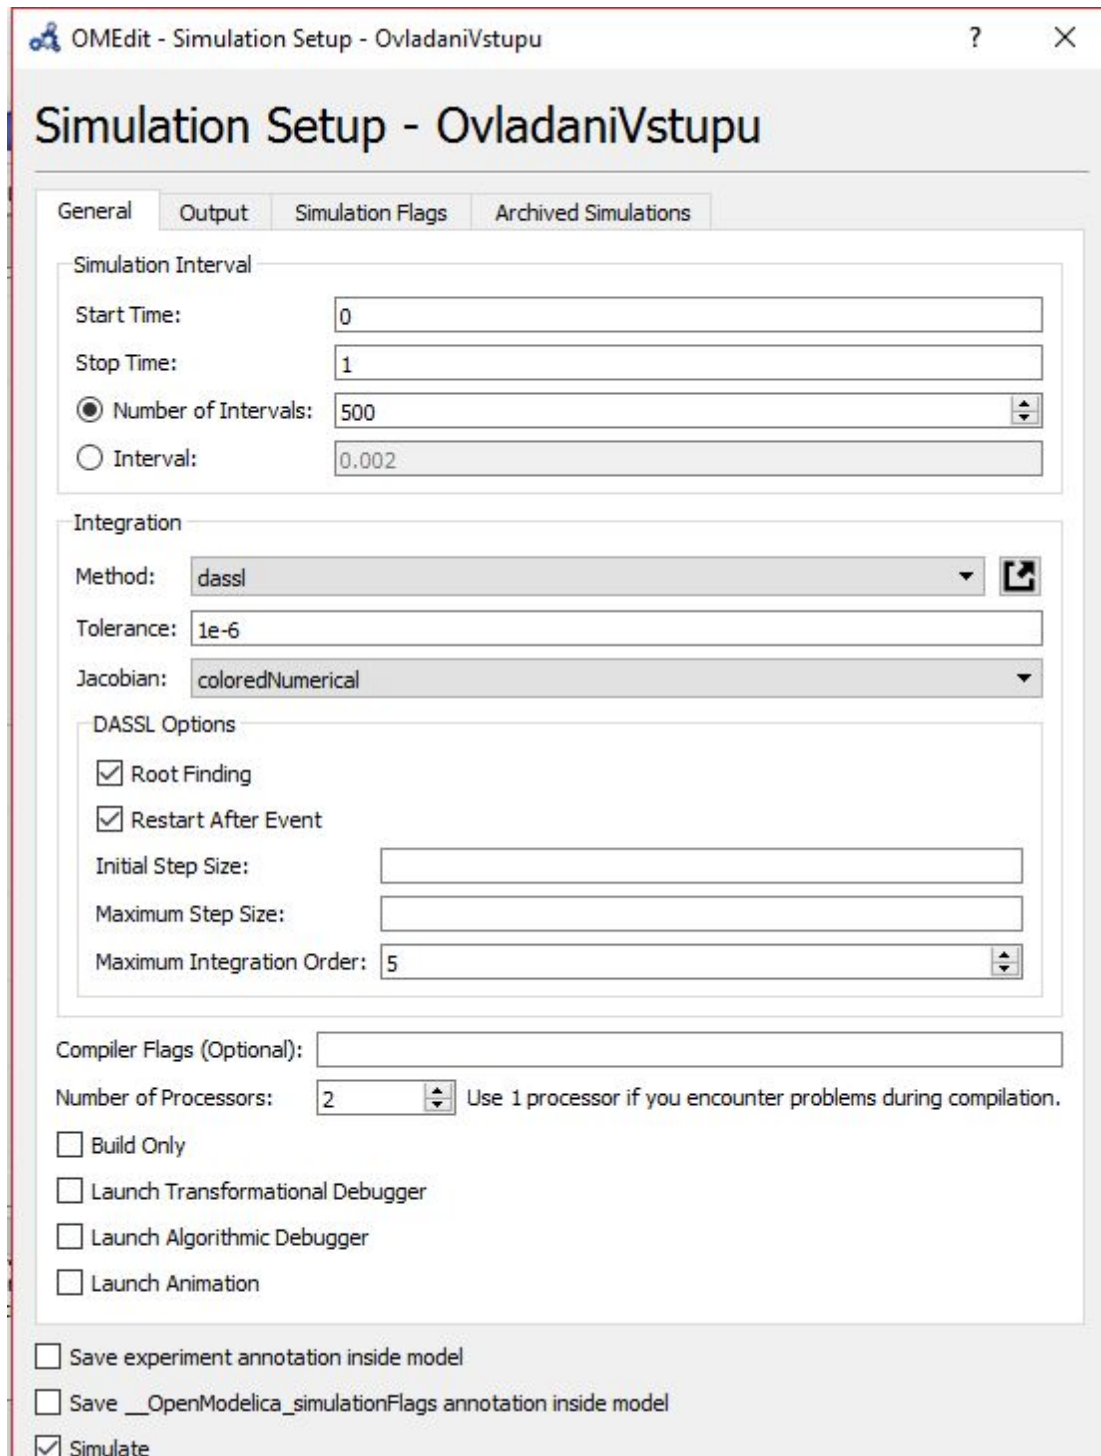 OMEdit - Simulation Setup - OvladaniVstupu ?
Simulation Setup - OvladaniVstupu
General Output Simulation Flags Archived Simulations
Simulation Interval
Start Time: 0
Stop Time: 1
Number of Intervals: 500
Interval: 0.002
Integration
Method: dassl
Tolerance: 1e-6
Jacobian: coloredNumerical
DASSL Options
Root Finding
Restart After Event
Initial Step Size:
Maximum Step Size:
Maximum Integration Order: 5
Compiler Flags (Optional):
Number of Processors: 2 Use 1 processor if you encounter problems during compilation.
Build Only
Launch Transformational Debugger
Launch Algorithmic Debugger
Launch Animation
Save experiment annotation inside model
Save __OpenModelica_simulationFlags annotation inside model
Simulate